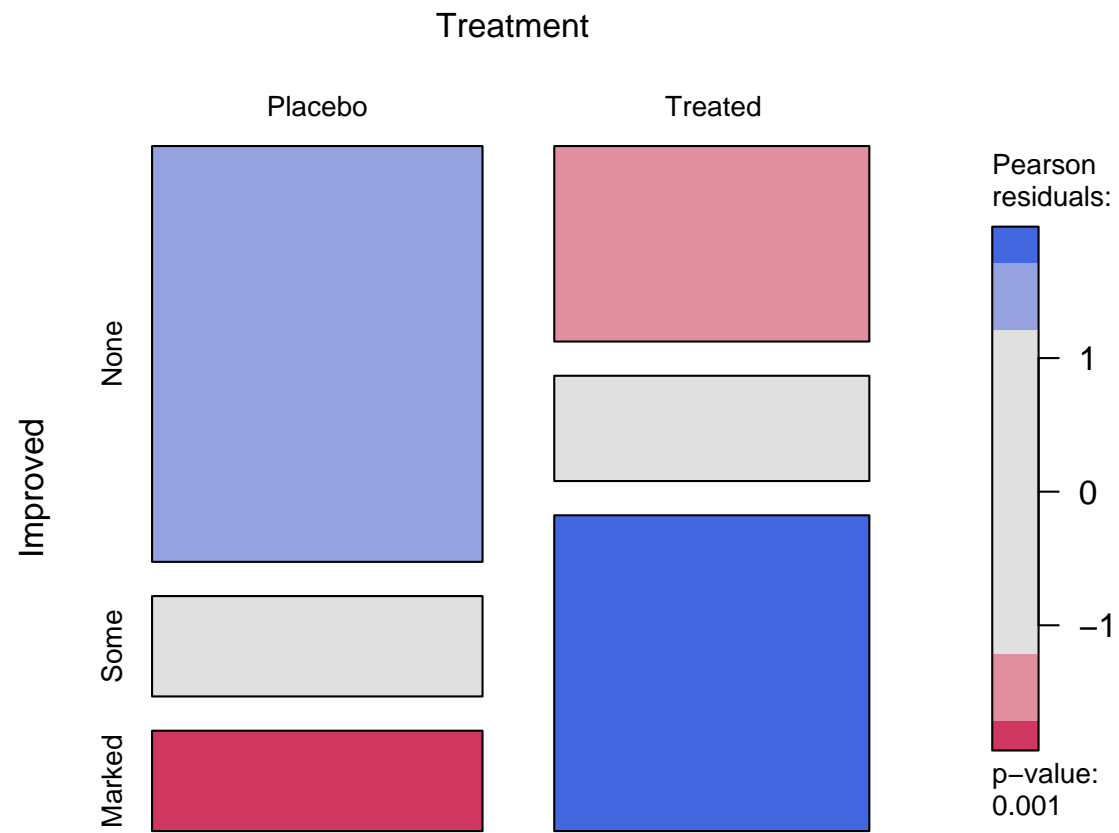 Treatment
Placebo
Treated
Improved
None
Some
Marked
Pearson
residuals:
1
0
−1
p−value:
0.001